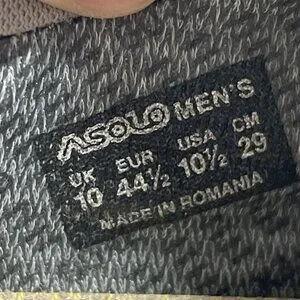 ASOLO MEN'S
UK EUR USA CM
10 44½ 10½ 29
MADE IN ROMANIA